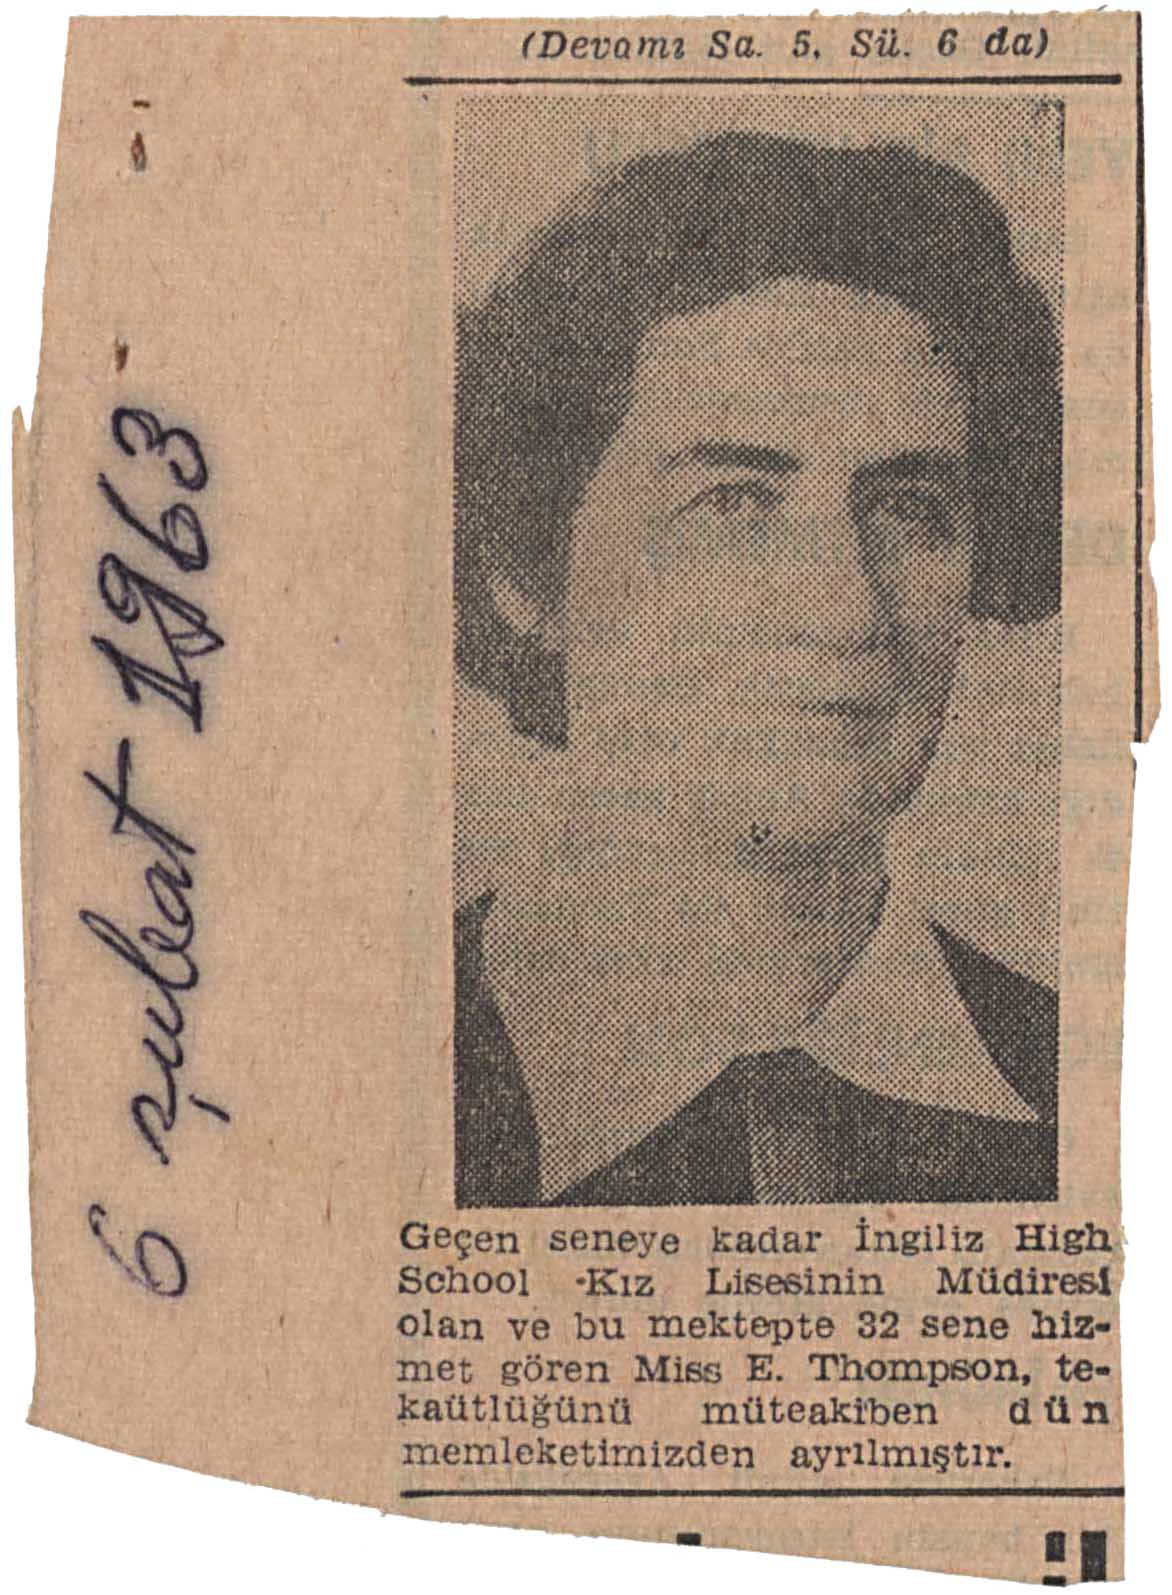 (Devamı Sa. 5, Sü. 6 da)
6 şubat 1963
Geçen seneye kadar İngiliz High
School -Kız Lisesinin Müdiresi
olan ve bu mektepte 32 sene hiz-
met gören Miss E. Thompson, te-
kaütlüğünü müteakiben dün
memleketimizden ayrılmıştır.